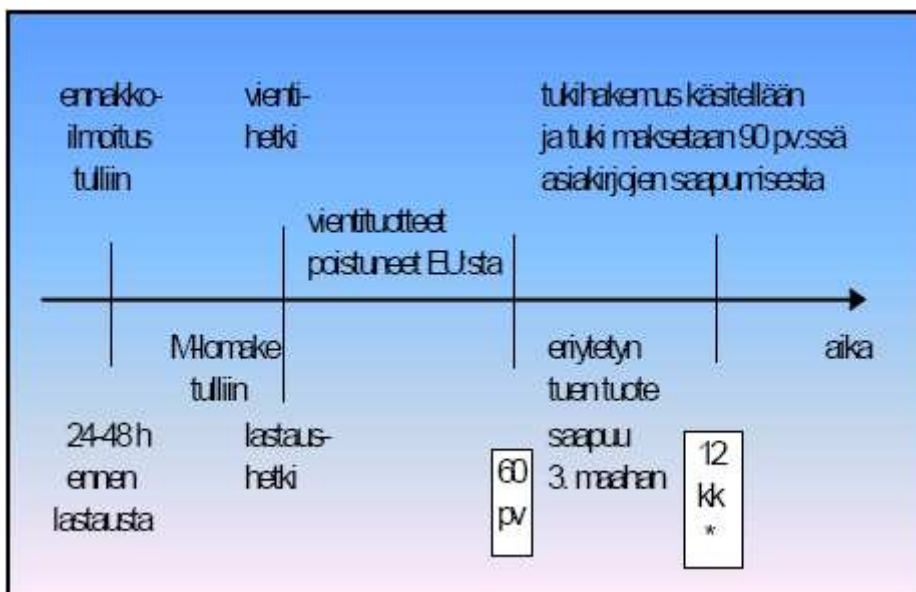 ennakko-
ilmoitus
tulliin
vienti-
hetki
tukihakemus käsitellään
ja tuki maksetaan 90 pv:ssä
asiakirjojen saapumisesta
vientituotteet
poistuneet EU:sta
M-lomake
tulliin
eriytetyn
tuen tuote
saapuu
3. maahan
aika
24-48 h
ennen
lastausta
lastaus-
hetki
60
pv
12
kk
*